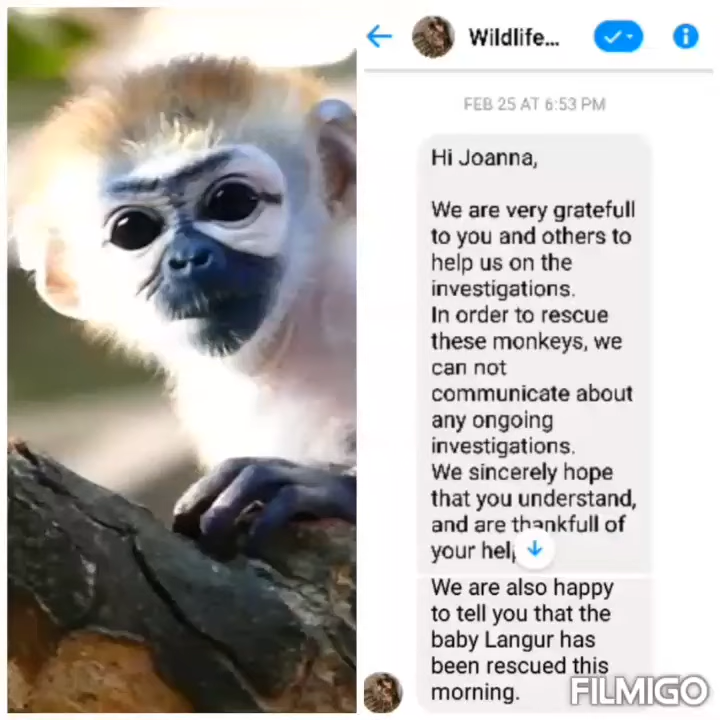 Wildlife...
FEB 25 AT 6:53 PM
Hi Joanna,
We are very gratefull
to you and others to
help us on the
investigations.
In order to rescue
these monkeys, we
can not
communicate about
any ongoing
investigations.
We sincerely hope
that you understand,
and are thankfull of
your
We are also happy
to tell you that the
baby Langur has
been rescued this
morning.
FILMIGO